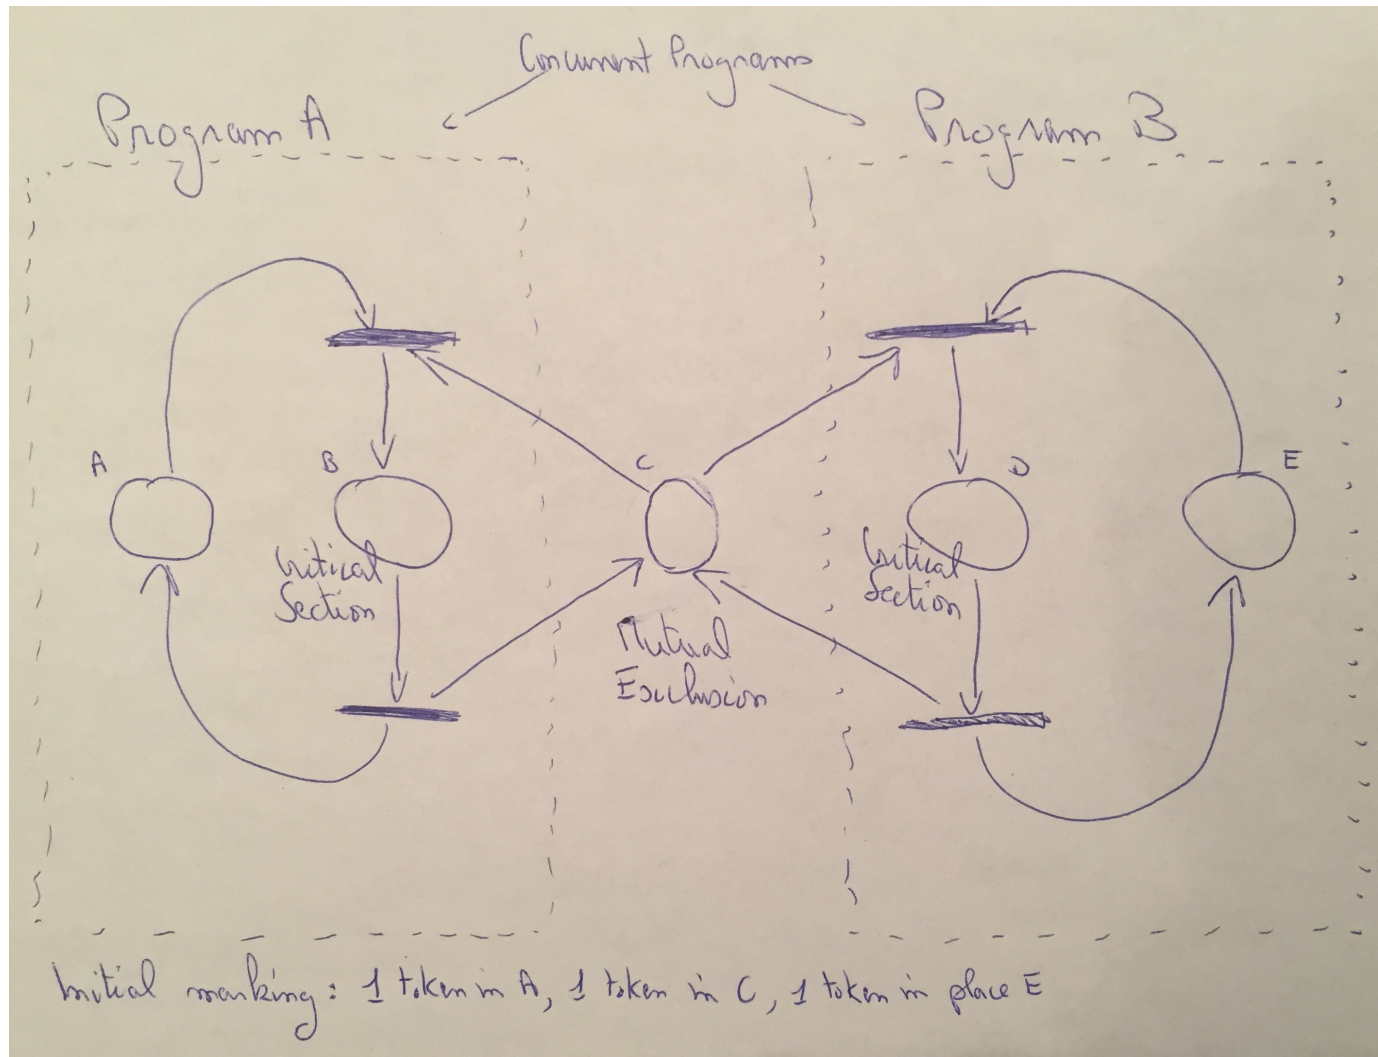 Concurrent Programs
Program A
Program B
A
B
C
D
E
Critical
Section
Critical
Section
Mutual
Exclusion
Initial marking: 1 token in A, 1 token in C, 1 token in place E